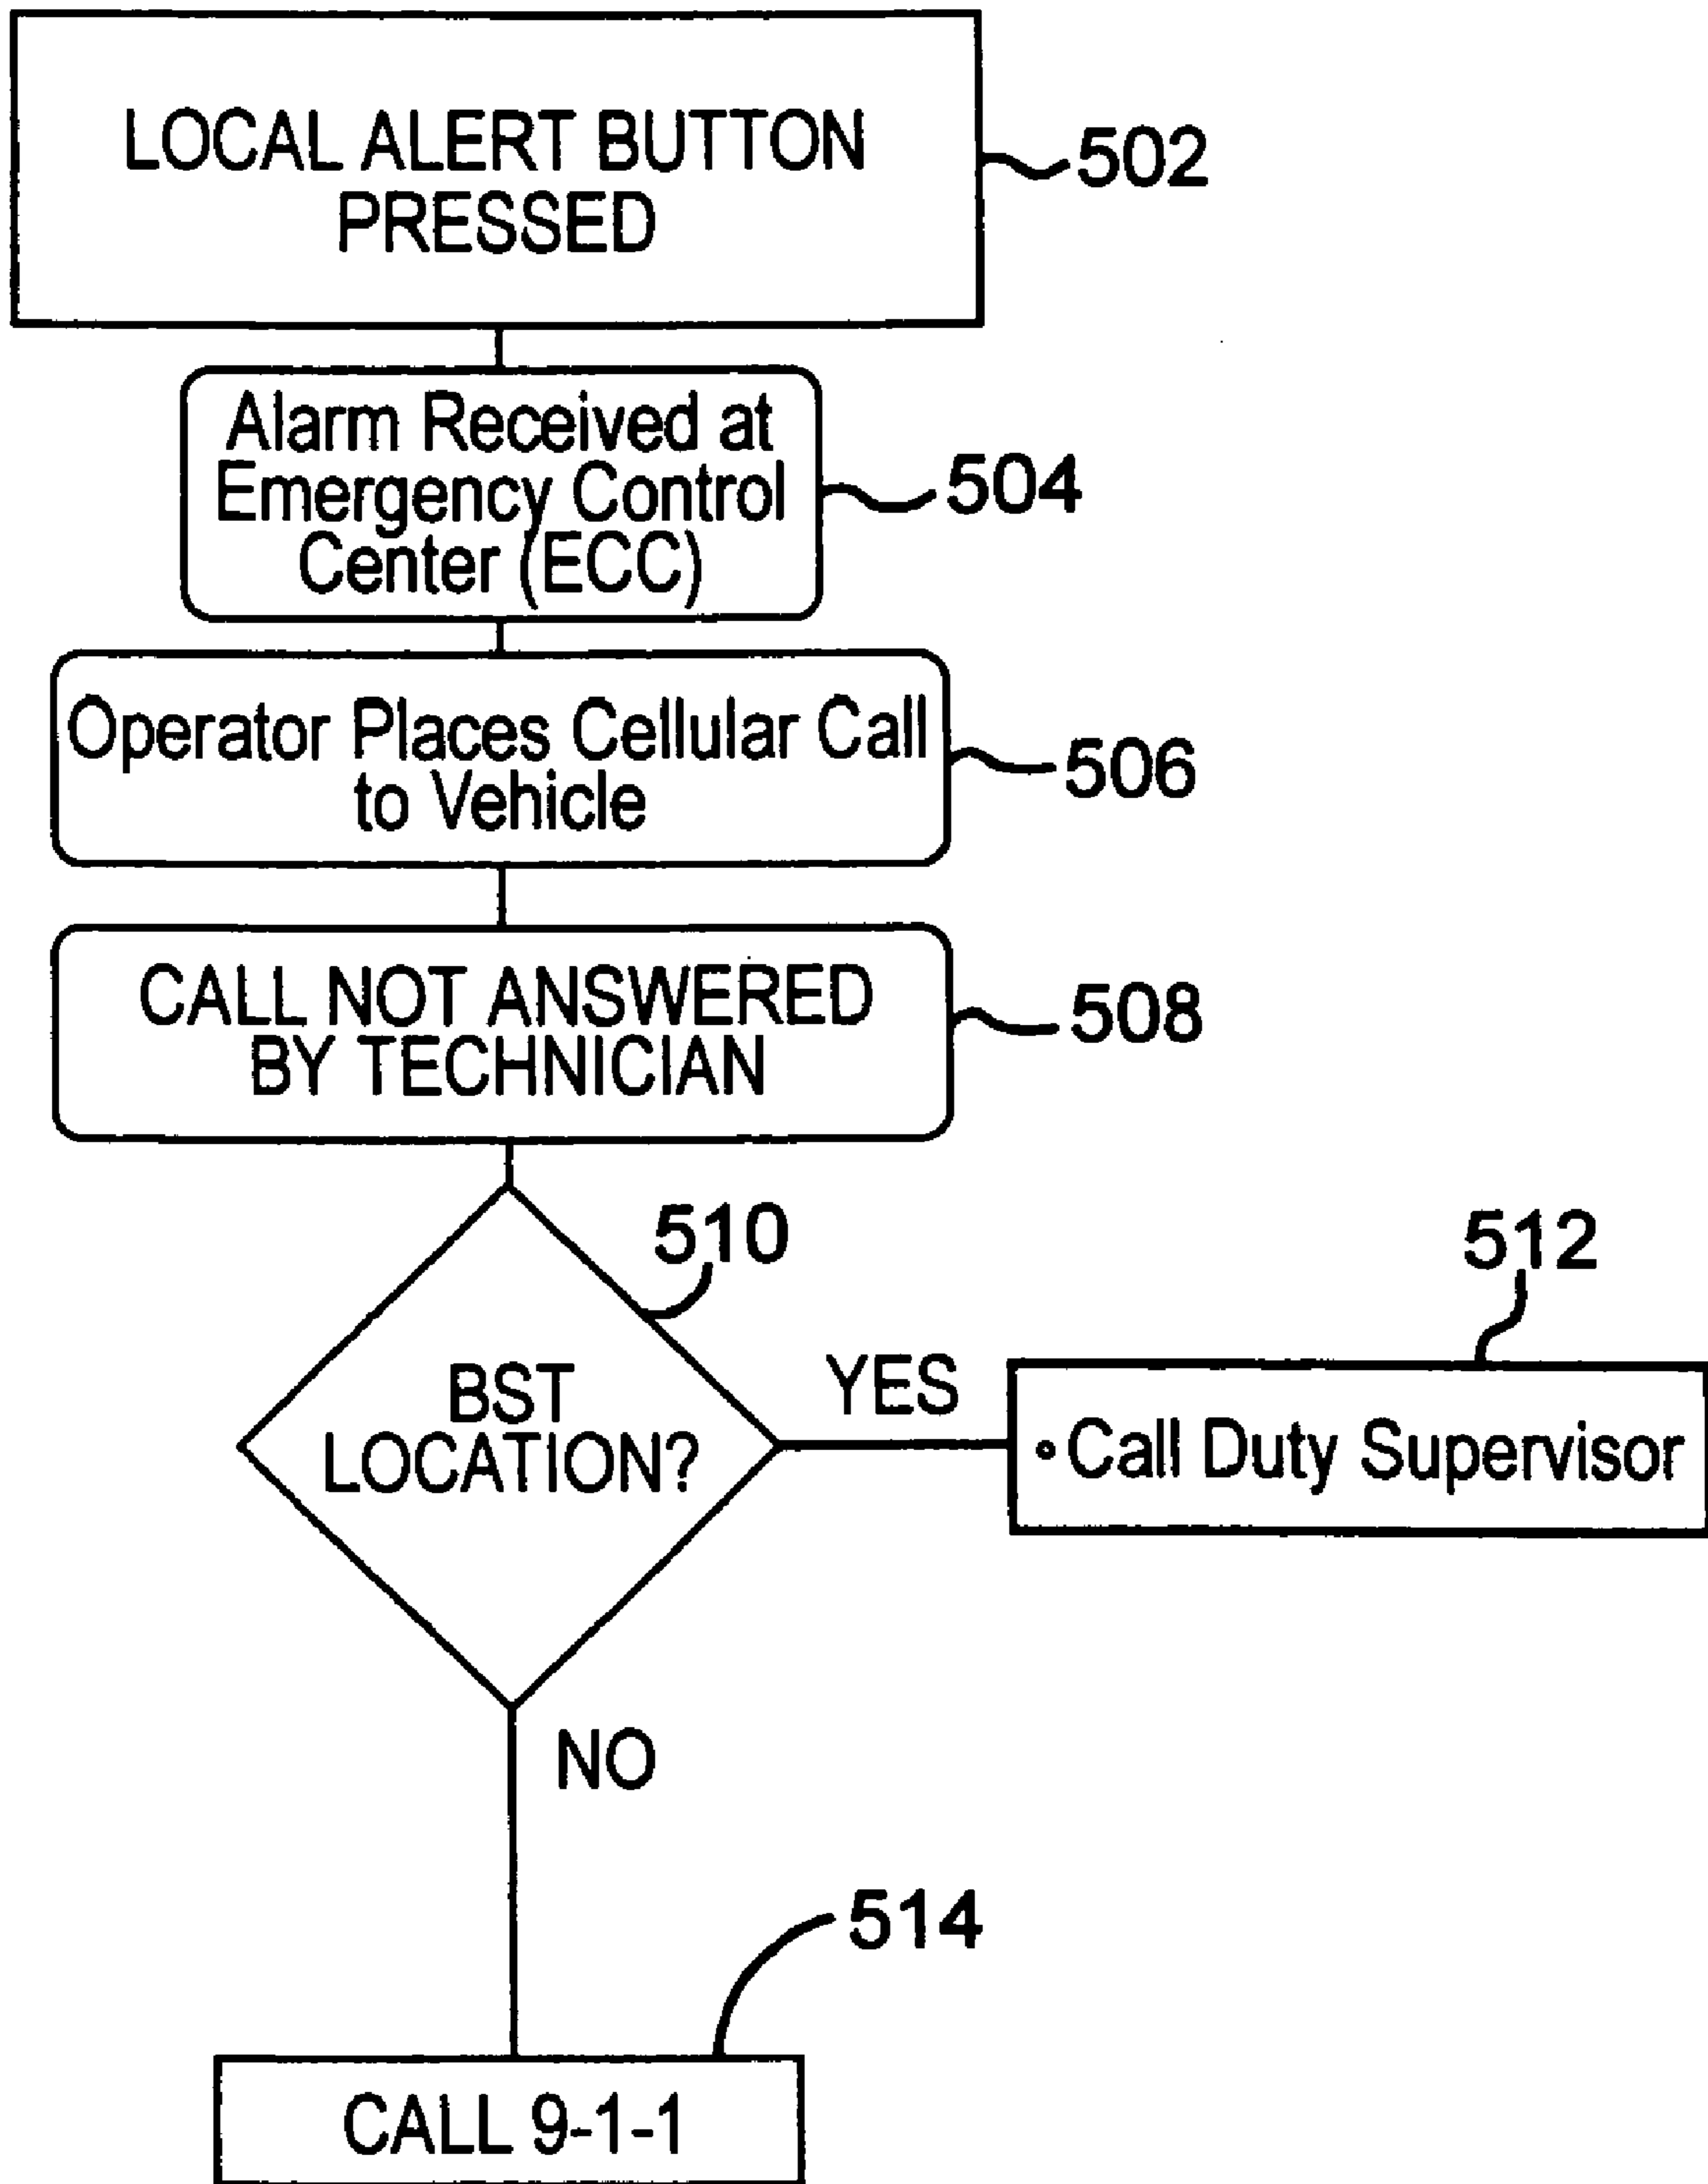 LOCAL ALERT BUTTON
PRESSED
502
Alarm Received at
Emergency Control
Center (ECC)
504
Operator Places Cellular Call
to Vehicle
506
CALL NOT ANSWERED
BY TECHNICIAN
508
510
BST
LOCATION?
YES
512
•Call Duty Supervisor
NO
514
CALL 9-1-1